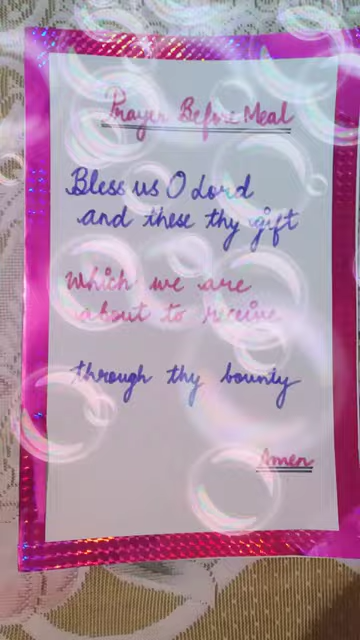 Prayer Before Meal
Bless us O Lord
and these thy gift
which we are
about to receive
through thy bounty
Amen